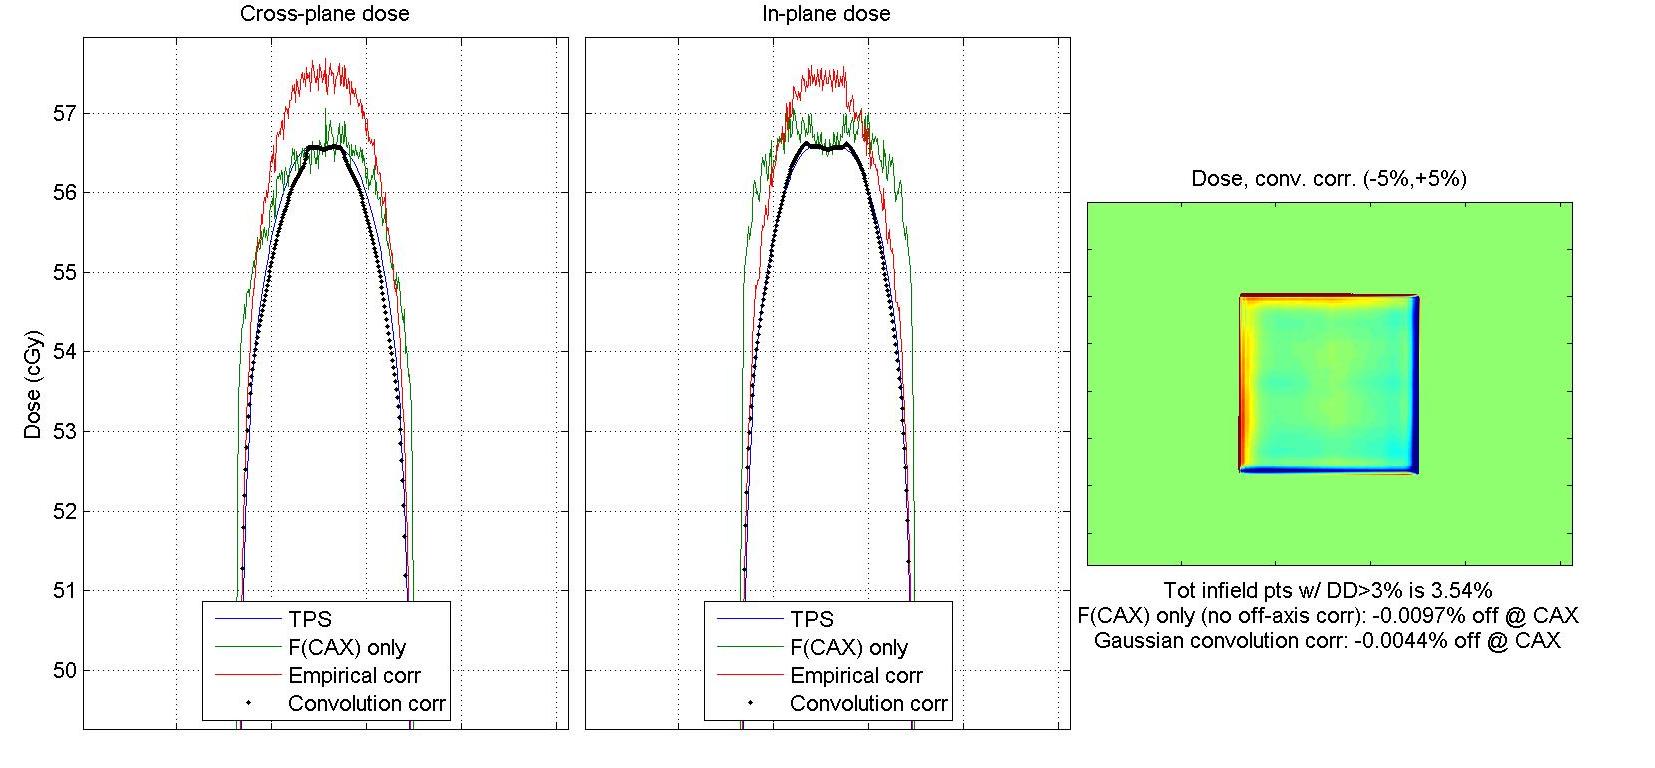 Cross-plane dose
57
56
55
54
53
52
51
50
Dose (cGy)
TPS
F(CAX) only
Empirical corr
Convolution corr
In-plane dose
TPS
F(CAX) only
Empirical corr
Convolution corr
Dose, conv. corr. (-5%,+5%)
Tot infield pts w/ DD>3% is 3.54%
F(CAX) only (no off-axis corr): -0.0097% off @ CAX
Gaussian convolution corr: -0.0044% off @ CAX